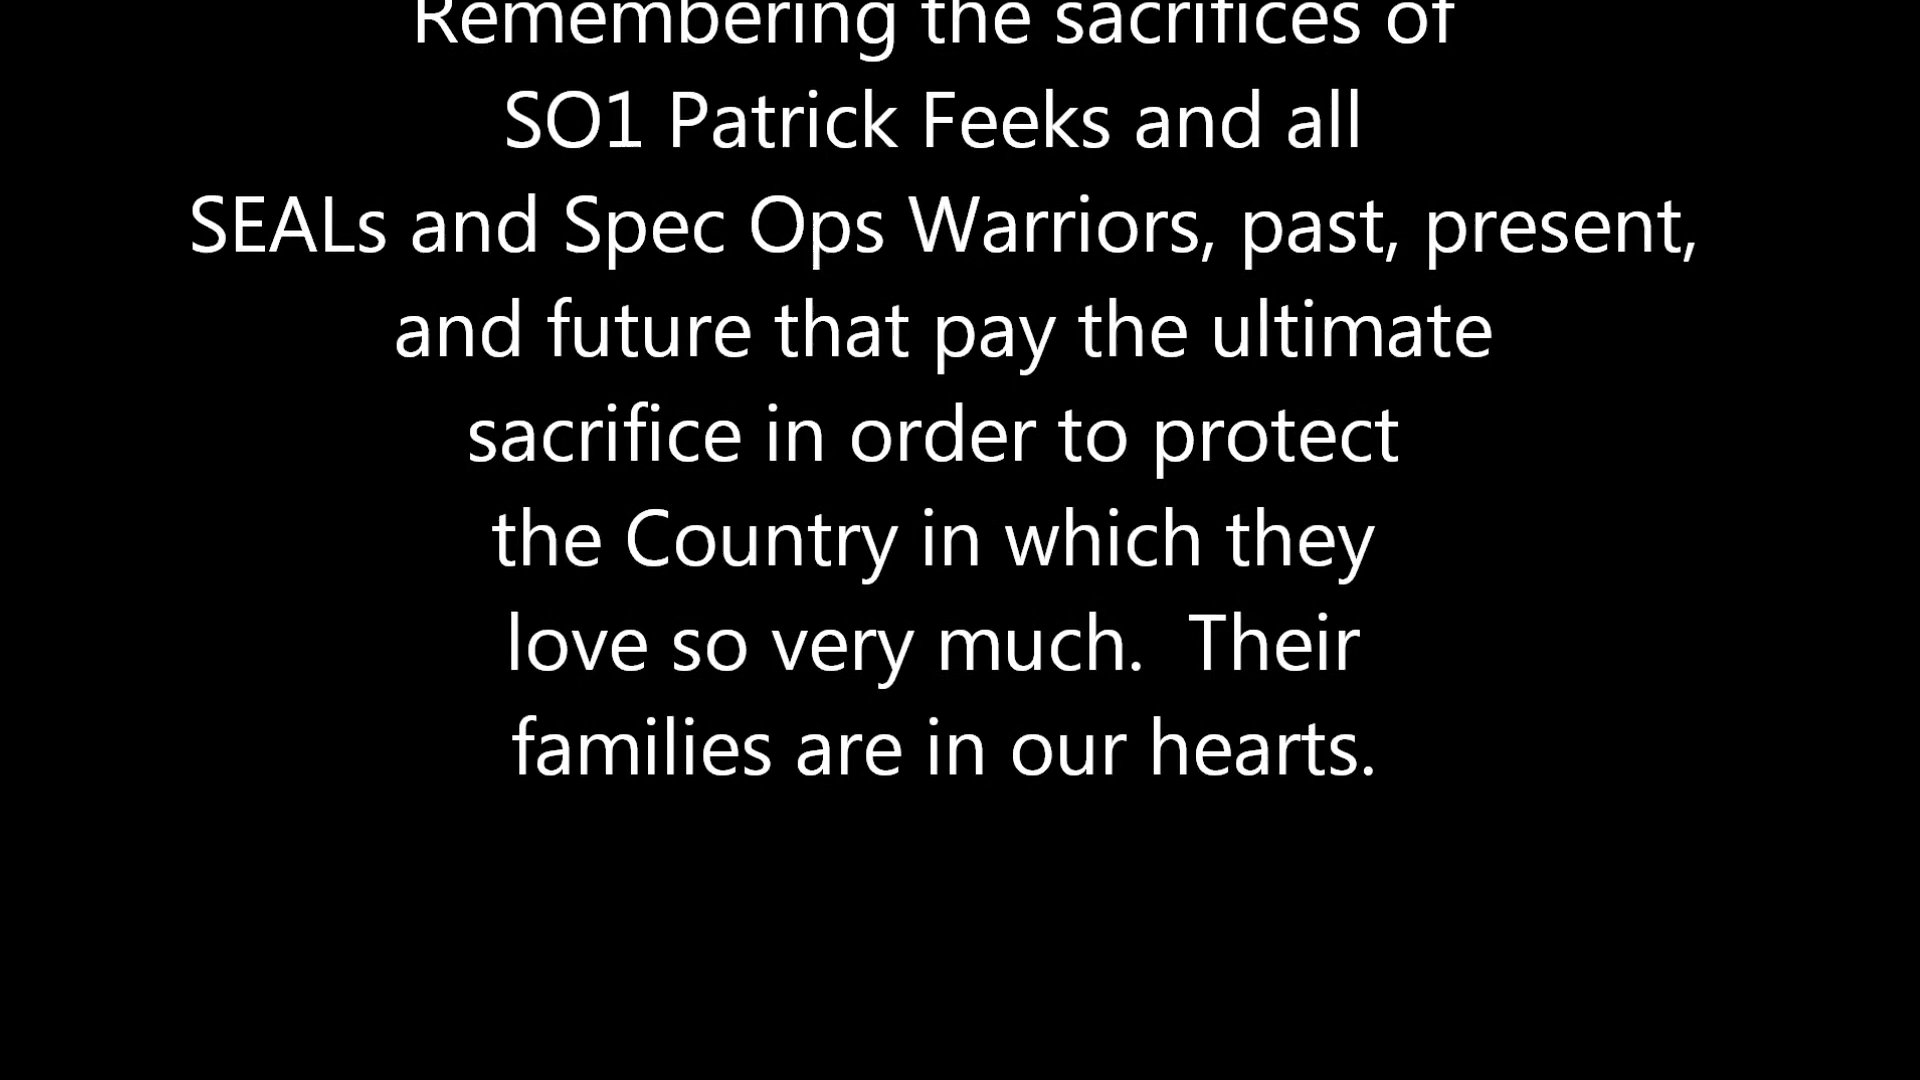 Remembering the sacrifices of
SO1 Patrick Feeks and all
SEALs and Spec Ops Warriors, past, present,
and future that pay the ultimate
sacrifice in order to protect
the Country in which they
love so very much.  Their
families are in our hearts.